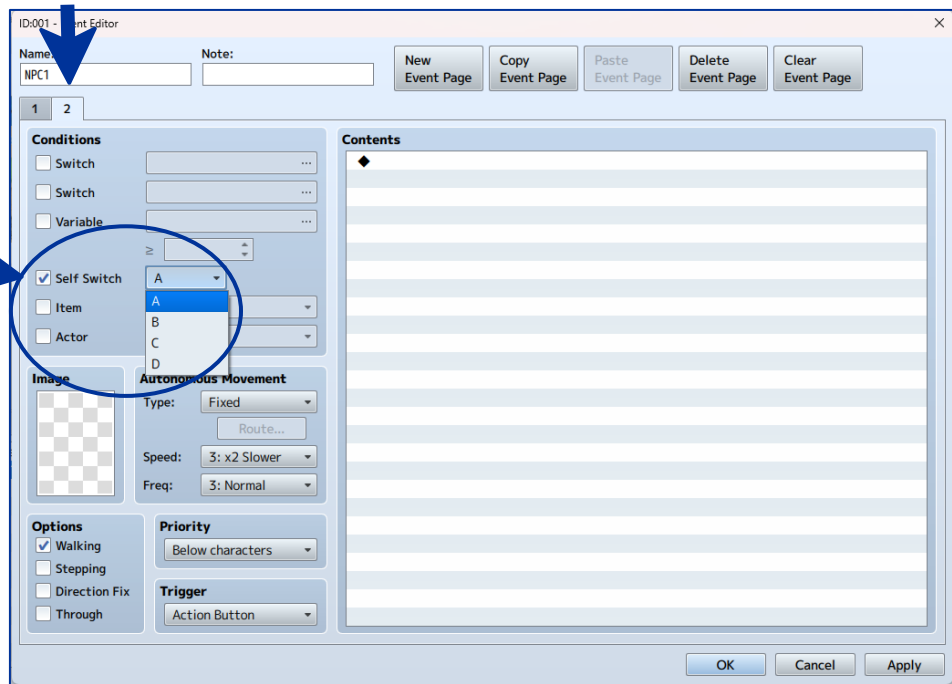 ID:001 - ent Editor
Name: Note:
NPC1
New Event Page
Copy Event Page
Paste Event Page
Delete Event Page
Clear Event Page
1 2
Conditions
Switch ...
Switch ...
Variable ...
≥
Self Switch A
A
B
C
D
Item
Actor
Image
Autonomous Movement
Type: Fixed
Route...
Speed: 3: x2 Slower
Freq: 3: Normal
Options
Walking
Stepping
Direction Fix
Through
Priority
Below characters
Trigger
Action Button
Contents
◆
OK Cancel Apply